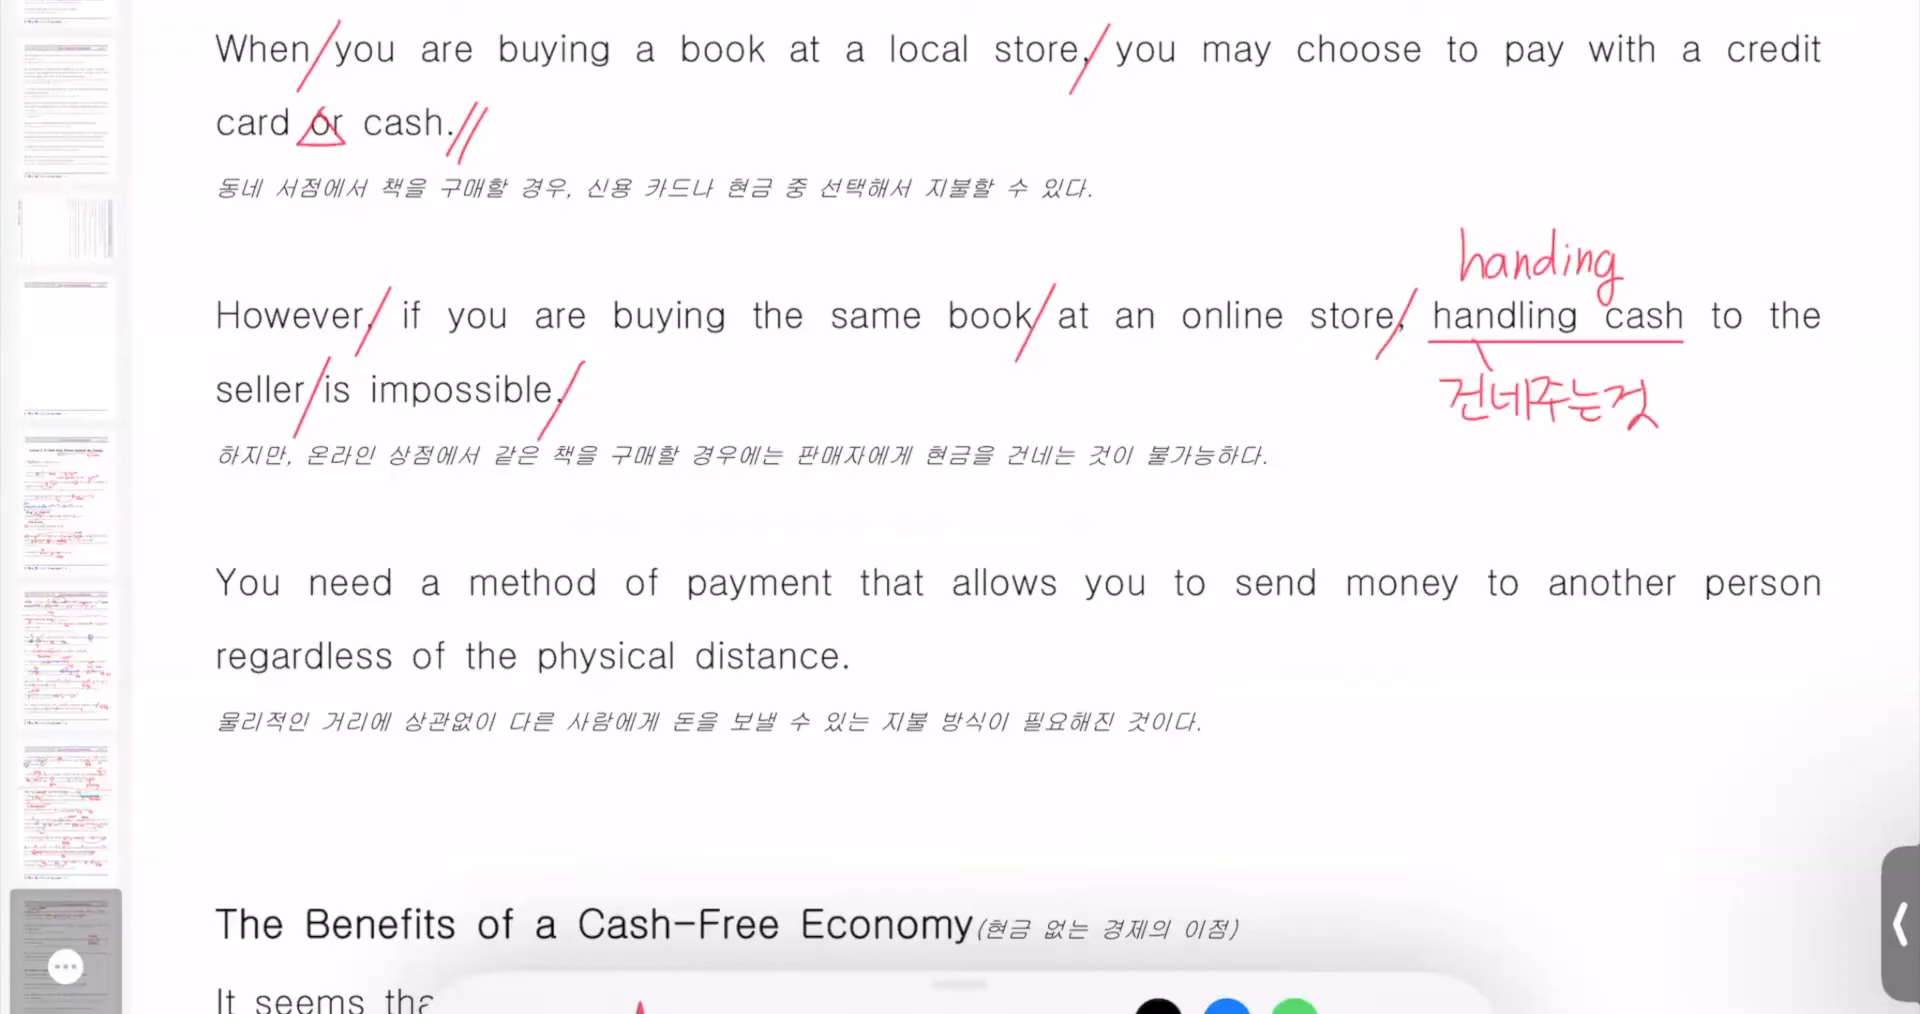 When you are buying a book at a local store, you may choose to pay with a credit
card or cash.
동네 서점에서 책을 구매할 경우, 신용 카드나 현금 중 선택해서 지불할 수 있다.
handing
However, if you are buying the same book at an online store, handling cash to the
seller is impossible.
건네주는것
하지만, 온라인 상점에서 같은 책을 구매할 경우에는 판매자에게 현금을 건네는 것이 불가능하다.
You need a method of payment that allows you to send money to another person
regardless of the physical distance.
물리적인 거리에 상관없이 다른 사람에게 돈을 보낼 수 있는 지불 방식이 필요해진 것이다.
The Benefits of a Cash-Free Economy(현금 없는 경제의 이점)
It seems